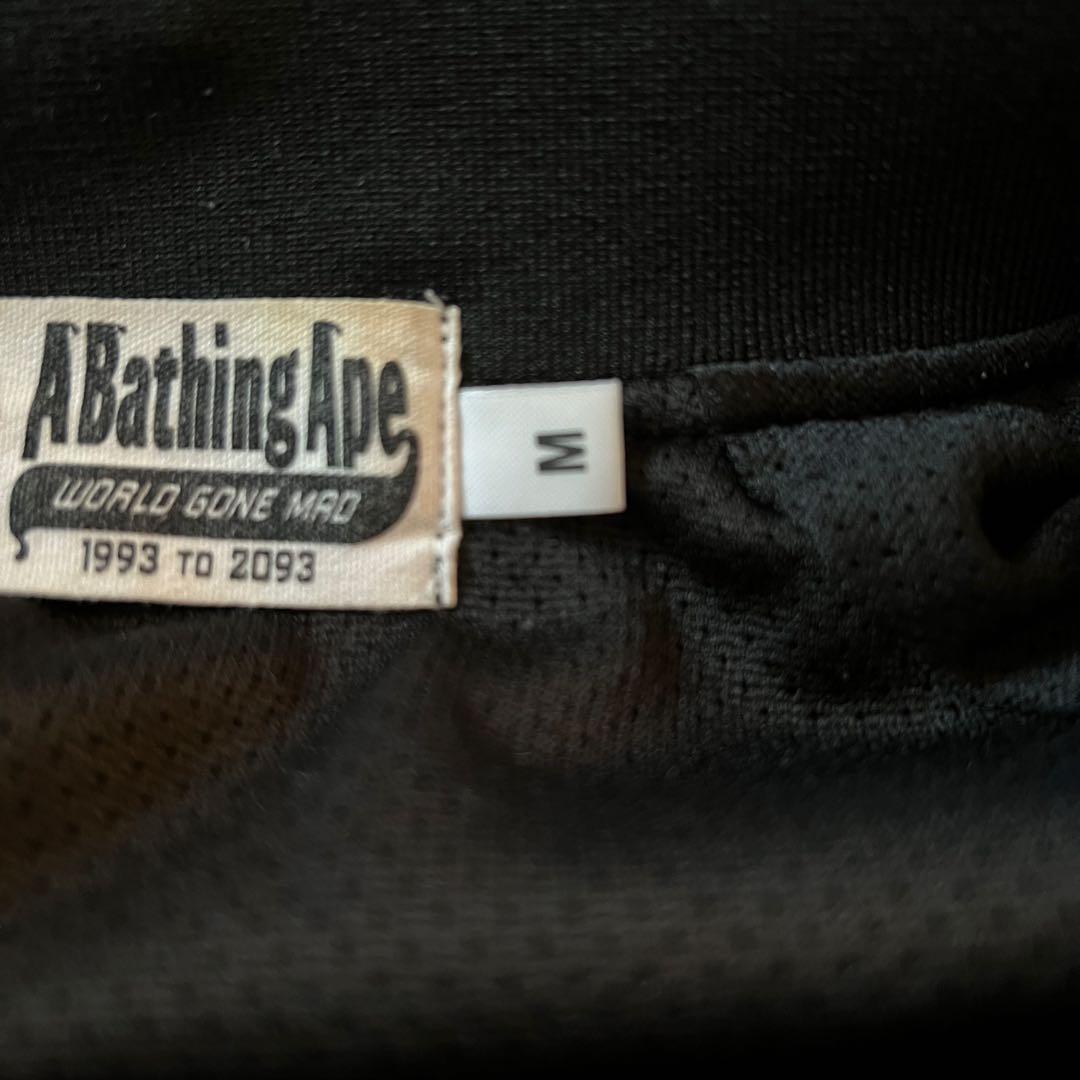 A Bathing Ape
WORLD GONE MAD
1993 TO 2093
M